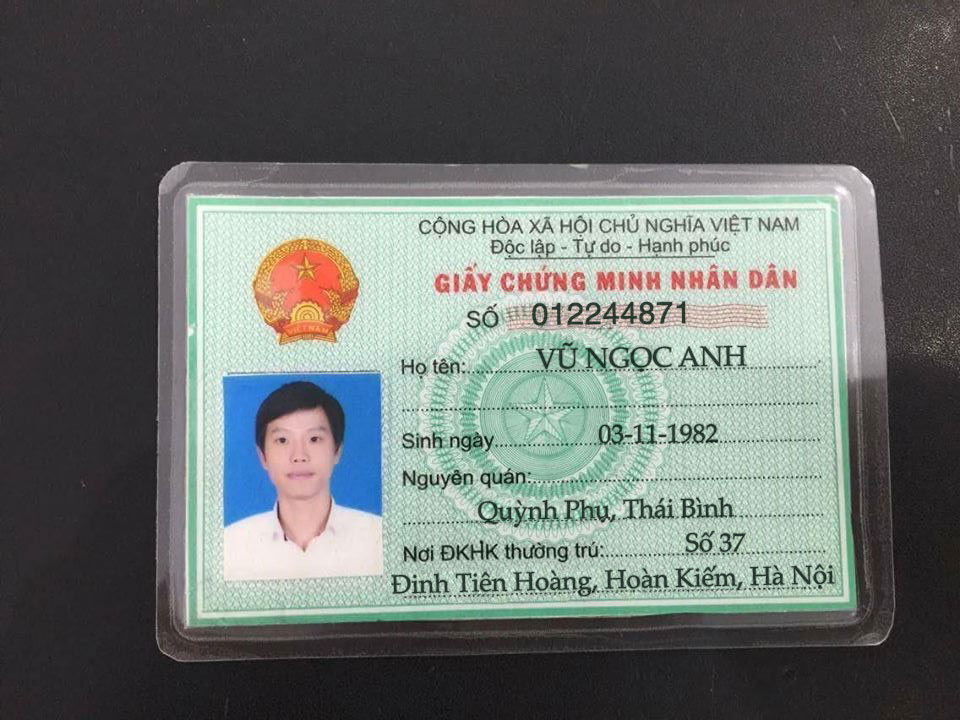 CỘNG HÒA XÃ HỘI CHỦ NGHĨA VIỆT NAM
Độc lập - Tự do - Hạnh phúc
GIẤY CHỨNG MINH NHÂN DÂN
SỐ 012244871
Họ tên: VŨ NGỌC ANH
Sinh ngày 03-11-1982
Nguyên quán:
Quỳnh Phụ, Thái Bình
Nơi ĐKHK thường trú: Số 37
Đinh Tiên Hoàng, Hoàn Kiếm, Hà Nội
VIỆT NAM